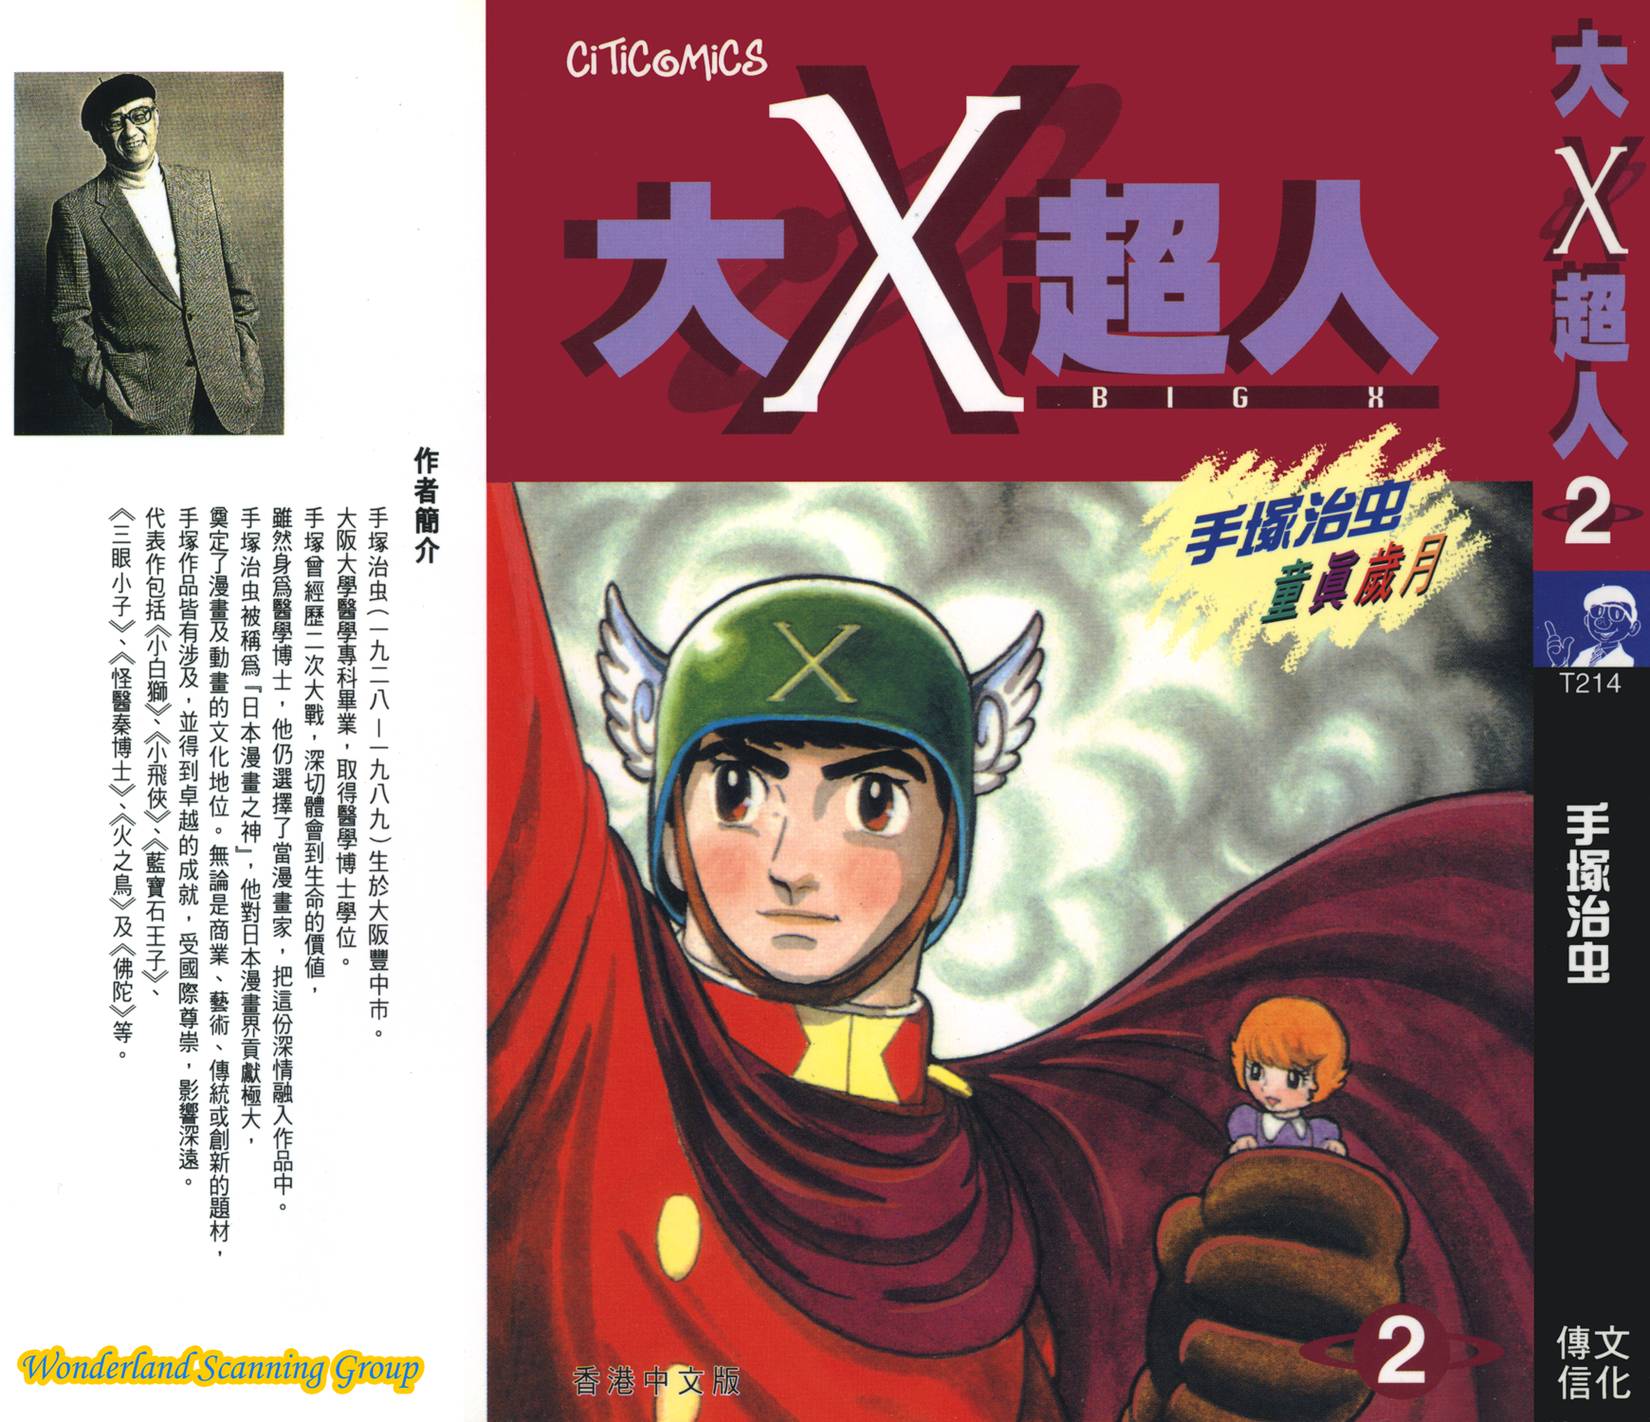 作者簡介
手塚治虫(一九二八－一九八九)生於大阪豐中市。
大阪大學醫學專科畢業，取得醫學博士學位。
手塚曾經歷二次大戰，深切體會到生命的價值，
雖然身爲醫學博士，他仍選擇了當漫畫家，把這份深情融入作品中。
手塚治虫被稱爲『日本漫畫之神』，他對日本漫畫界貢獻極大，
奠定了漫畫及動畫的文化地位。無論是商業、藝術、傳統或創新的題材，
手塚作品皆有涉及，並得到卓越的成就，受國際尊崇，影響深遠。
代表作包括《小白獅》、《小飛俠》、《藍寶石王子》、
《三眼小子》、《怪醫秦博士》、《火之鳥》及《佛陀》等。
Wonderland Scanning Group
CiTiCOMiCS
大X超人
BIG X
手塚治虫
童眞歲月
2
香港中文版
大X超人
2
T214
手塚治虫
文化
傳信